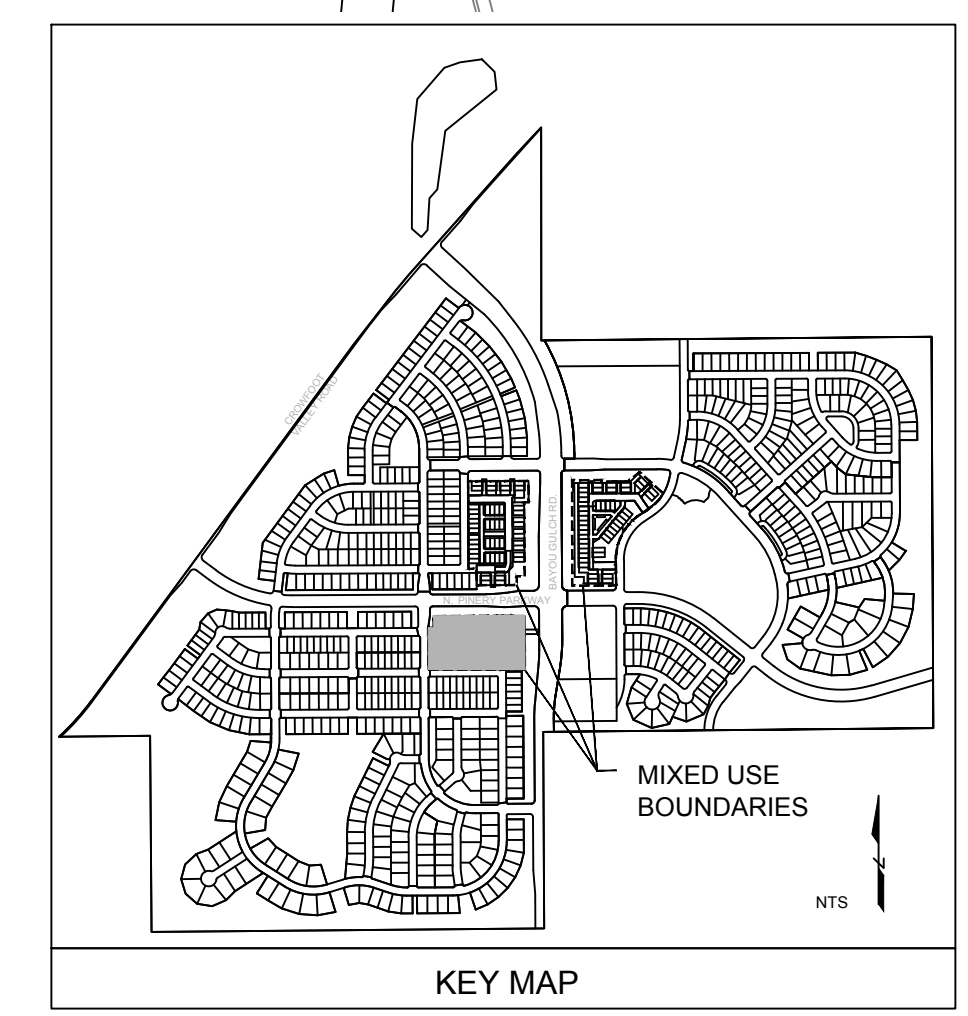 CROWFOOT
VALLEY ROAD
BAYOU GULCH RD.
N. PINERY PARKWAY
MIXED USE
BOUNDARIES
NTS
Z
KEY MAP